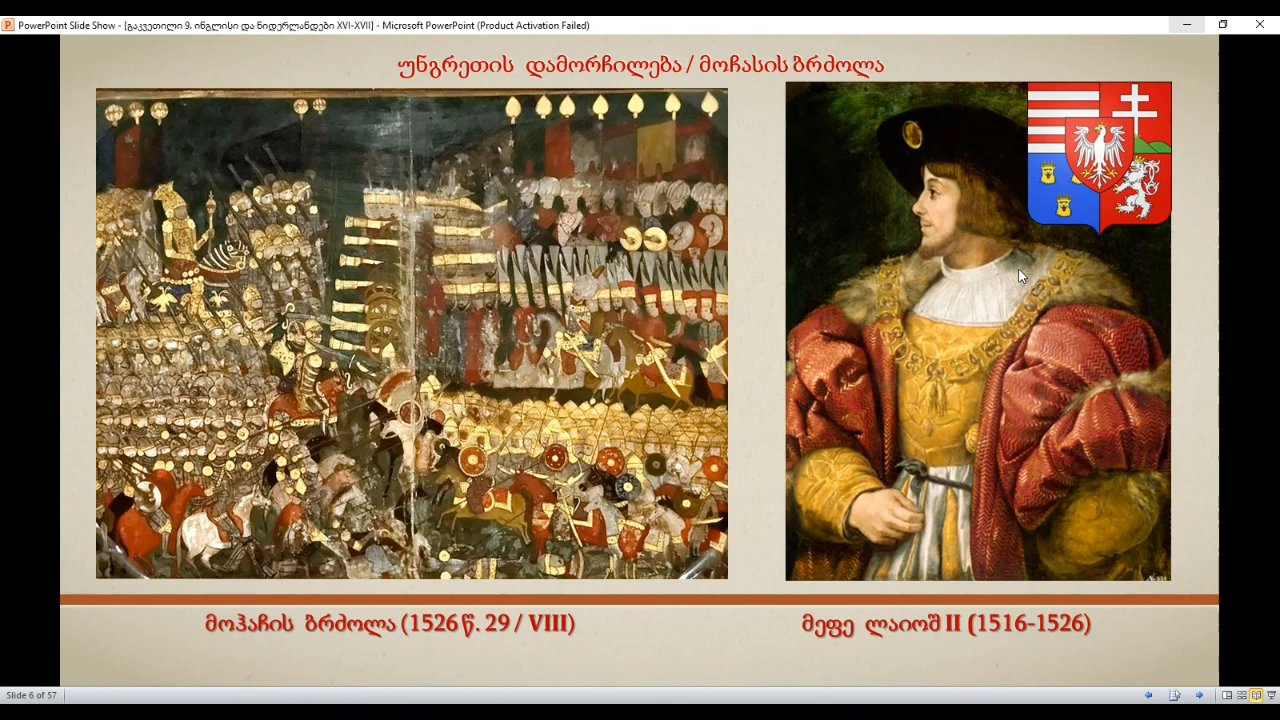 PowerPoint Slide Show - [გაკვეთილი 9. ინგლისი და ნიდერლანდები XVI-XVII] - Microsoft PowerPoint (Product Activation Failed)
უნგრეთის დამორჩილება / მოჩასის ბრძოლა
მოჰაჩის ბრძოლა (1526 წ. 29 / VIII)
მეფე ლაიოშ II (1516-1526)
Slide 6 of 57